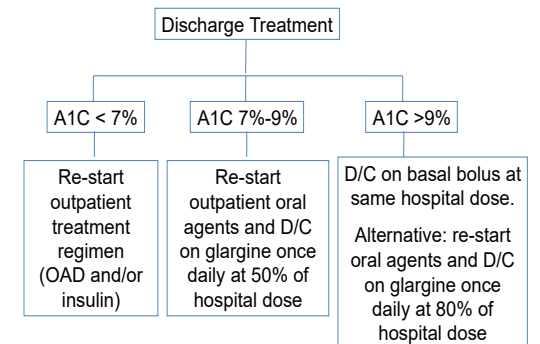 Discharge Treatment
A1C < 7%
A1C 7%-9%
A1C >9%
Re-start
outpatient
treatment
regimen
(OAD and/or
insulin)
Re-start
outpatient oral
agents and D/C
on glargine once
daily at 50% of
hospital dose
D/C on basal bolus at
same hospital dose.
Alternative: re-start
oral agents and D/C
on glargine once
daily at 80% of
hospital dose